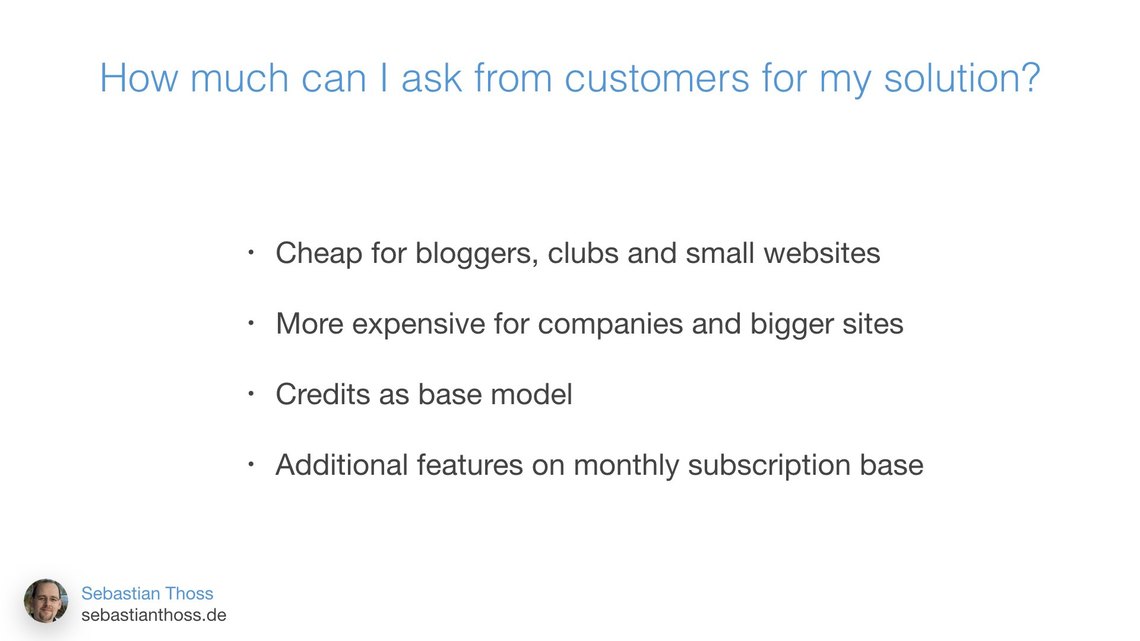 How much can I ask from customers for my solution?
• Cheap for bloggers, clubs and small websites
• More expensive for companies and bigger sites
• Credits as base model
• Additional features on monthly subscription base
Sebastian Thoss
sebastianthoss.de